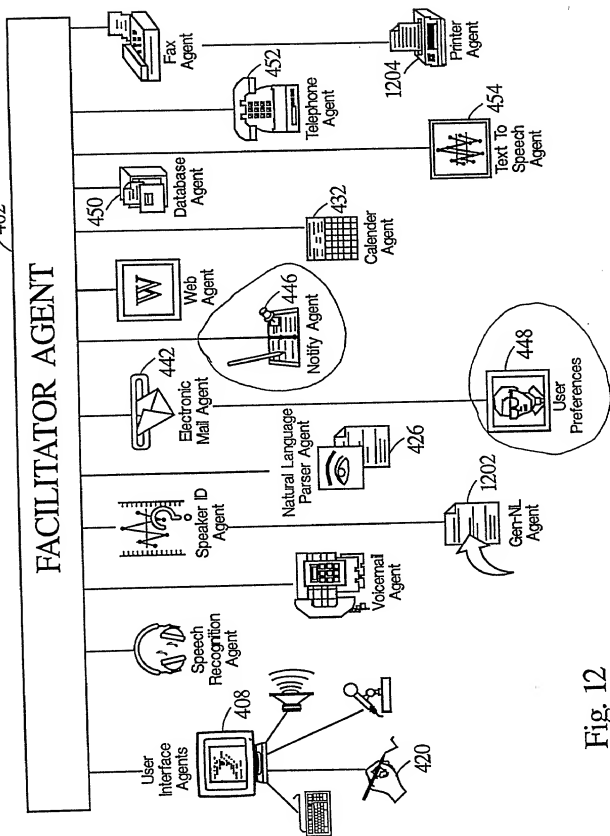 402
FACILITATOR AGENT
User
Interface
Agents
408
420
Speech
Recognition
Agent
Voicemail
Agent
Speaker ID
Agent
1202
Gen-NL
Agent
Natural Language
Parser Agent
426
442
Electronic
Mail Agent
446
Notify Agent
448
User
Preferences
W
Web
Agent
432
Calender
Agent
450
Database
Agent
452
Telephone
Agent
454
Text To
Speech
Agent
Fax
Agent
1204
Printer
Agent
Fig. 12